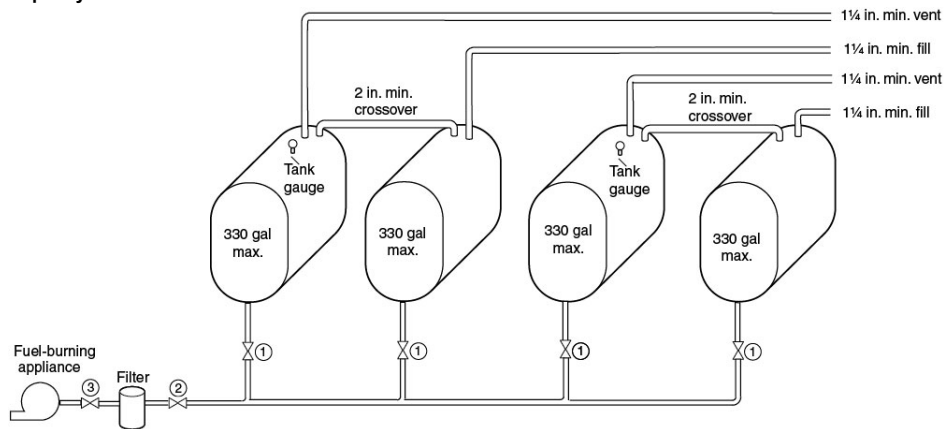 1¼ in. min. vent
1¼ in. min. fill
1¼ in. min. vent
2 in. min.
crossover
2 in. min.
crossover
1¼ in. min. fill
Tank
gauge
Tank
gauge
330 gal
max.
330 gal
max.
330 gal
max.
330 gal
max.
1
1
1
1
Fuel-burning
appliance
Filter
3
2